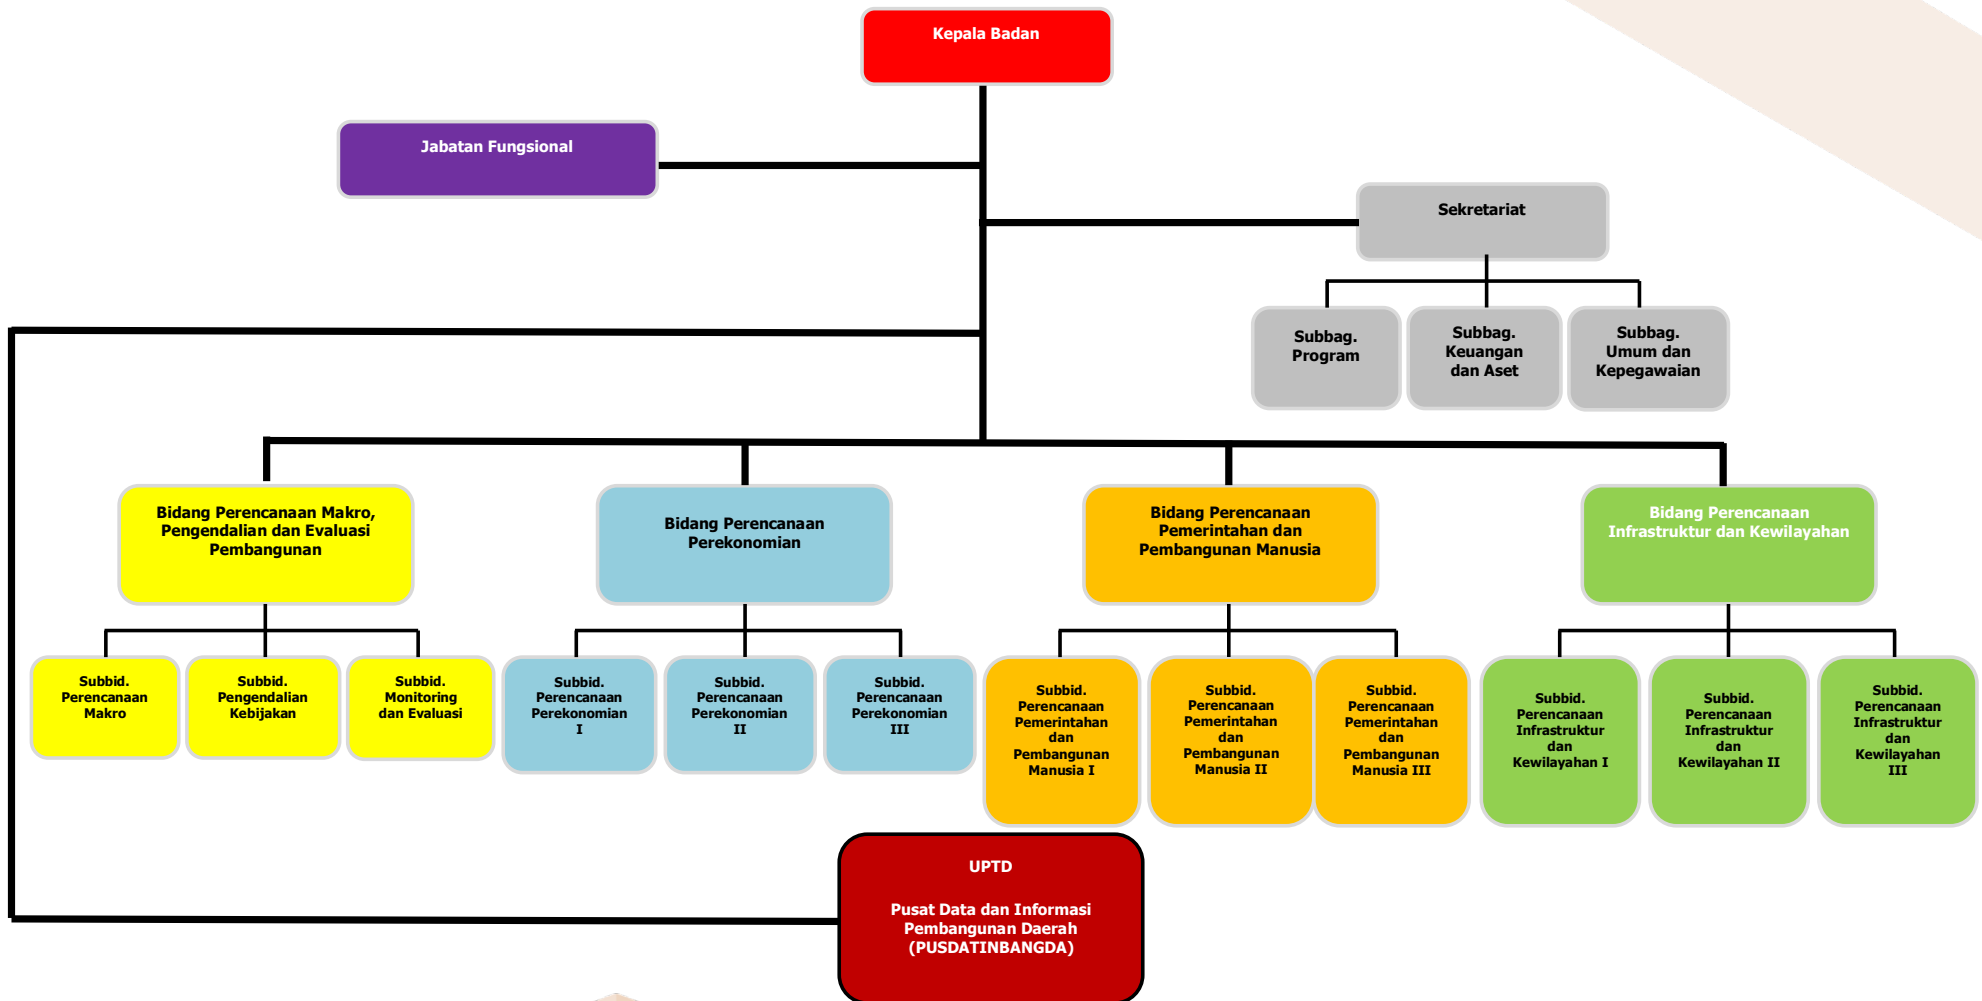 Kepala Badan
Jabatan Fungsional
Sekretariat
Subbag.
Program
Subbag.
Keuangan
dan Aset
Subbag.
Umum dan
Kepegawaian
Bidang Perencanaan Makro,
Pengendalian dan Evaluasi
Pembangunan
Bidang Perencanaan
Perekonomian
Bidang Perencanaan
Pemerintahan dan
Pembangunan Manusia
Bidang Perencanaan
Infrastruktur dan Kewilayahan
Subbid.
Perencanaan
Makro
Subbid.
Pengendalian
Kebijakan
Subbid.
Monitoring
dan Evaluasi
Subbid.
Perencanaan
Perekonomian
I
Subbid.
Perencanaan
Perekonomian
II
Subbid.
Perencanaan
Perekonomian
III
Subbid.
Perencanaan
Pemerintahan
dan
Pembangunan
Manusia I
Subbid.
Perencanaan
Pemerintahan
dan
Pembangunan
Manusia II
Subbid.
Perencanaan
Pemerintahan
dan
Pembangunan
Manusia III
Subbid.
Perencanaan
Infrastruktur
dan
Kewilayahan I
Subbid.
Perencanaan
Infrastruktur
dan
Kewilayahan II
Subbid.
Perencanaan
Infrastruktur
dan
Kewilayahan
III
UPTD
Pusat Data dan Informasi
Pembangunan Daerah
(PUSDATINBANGDA)